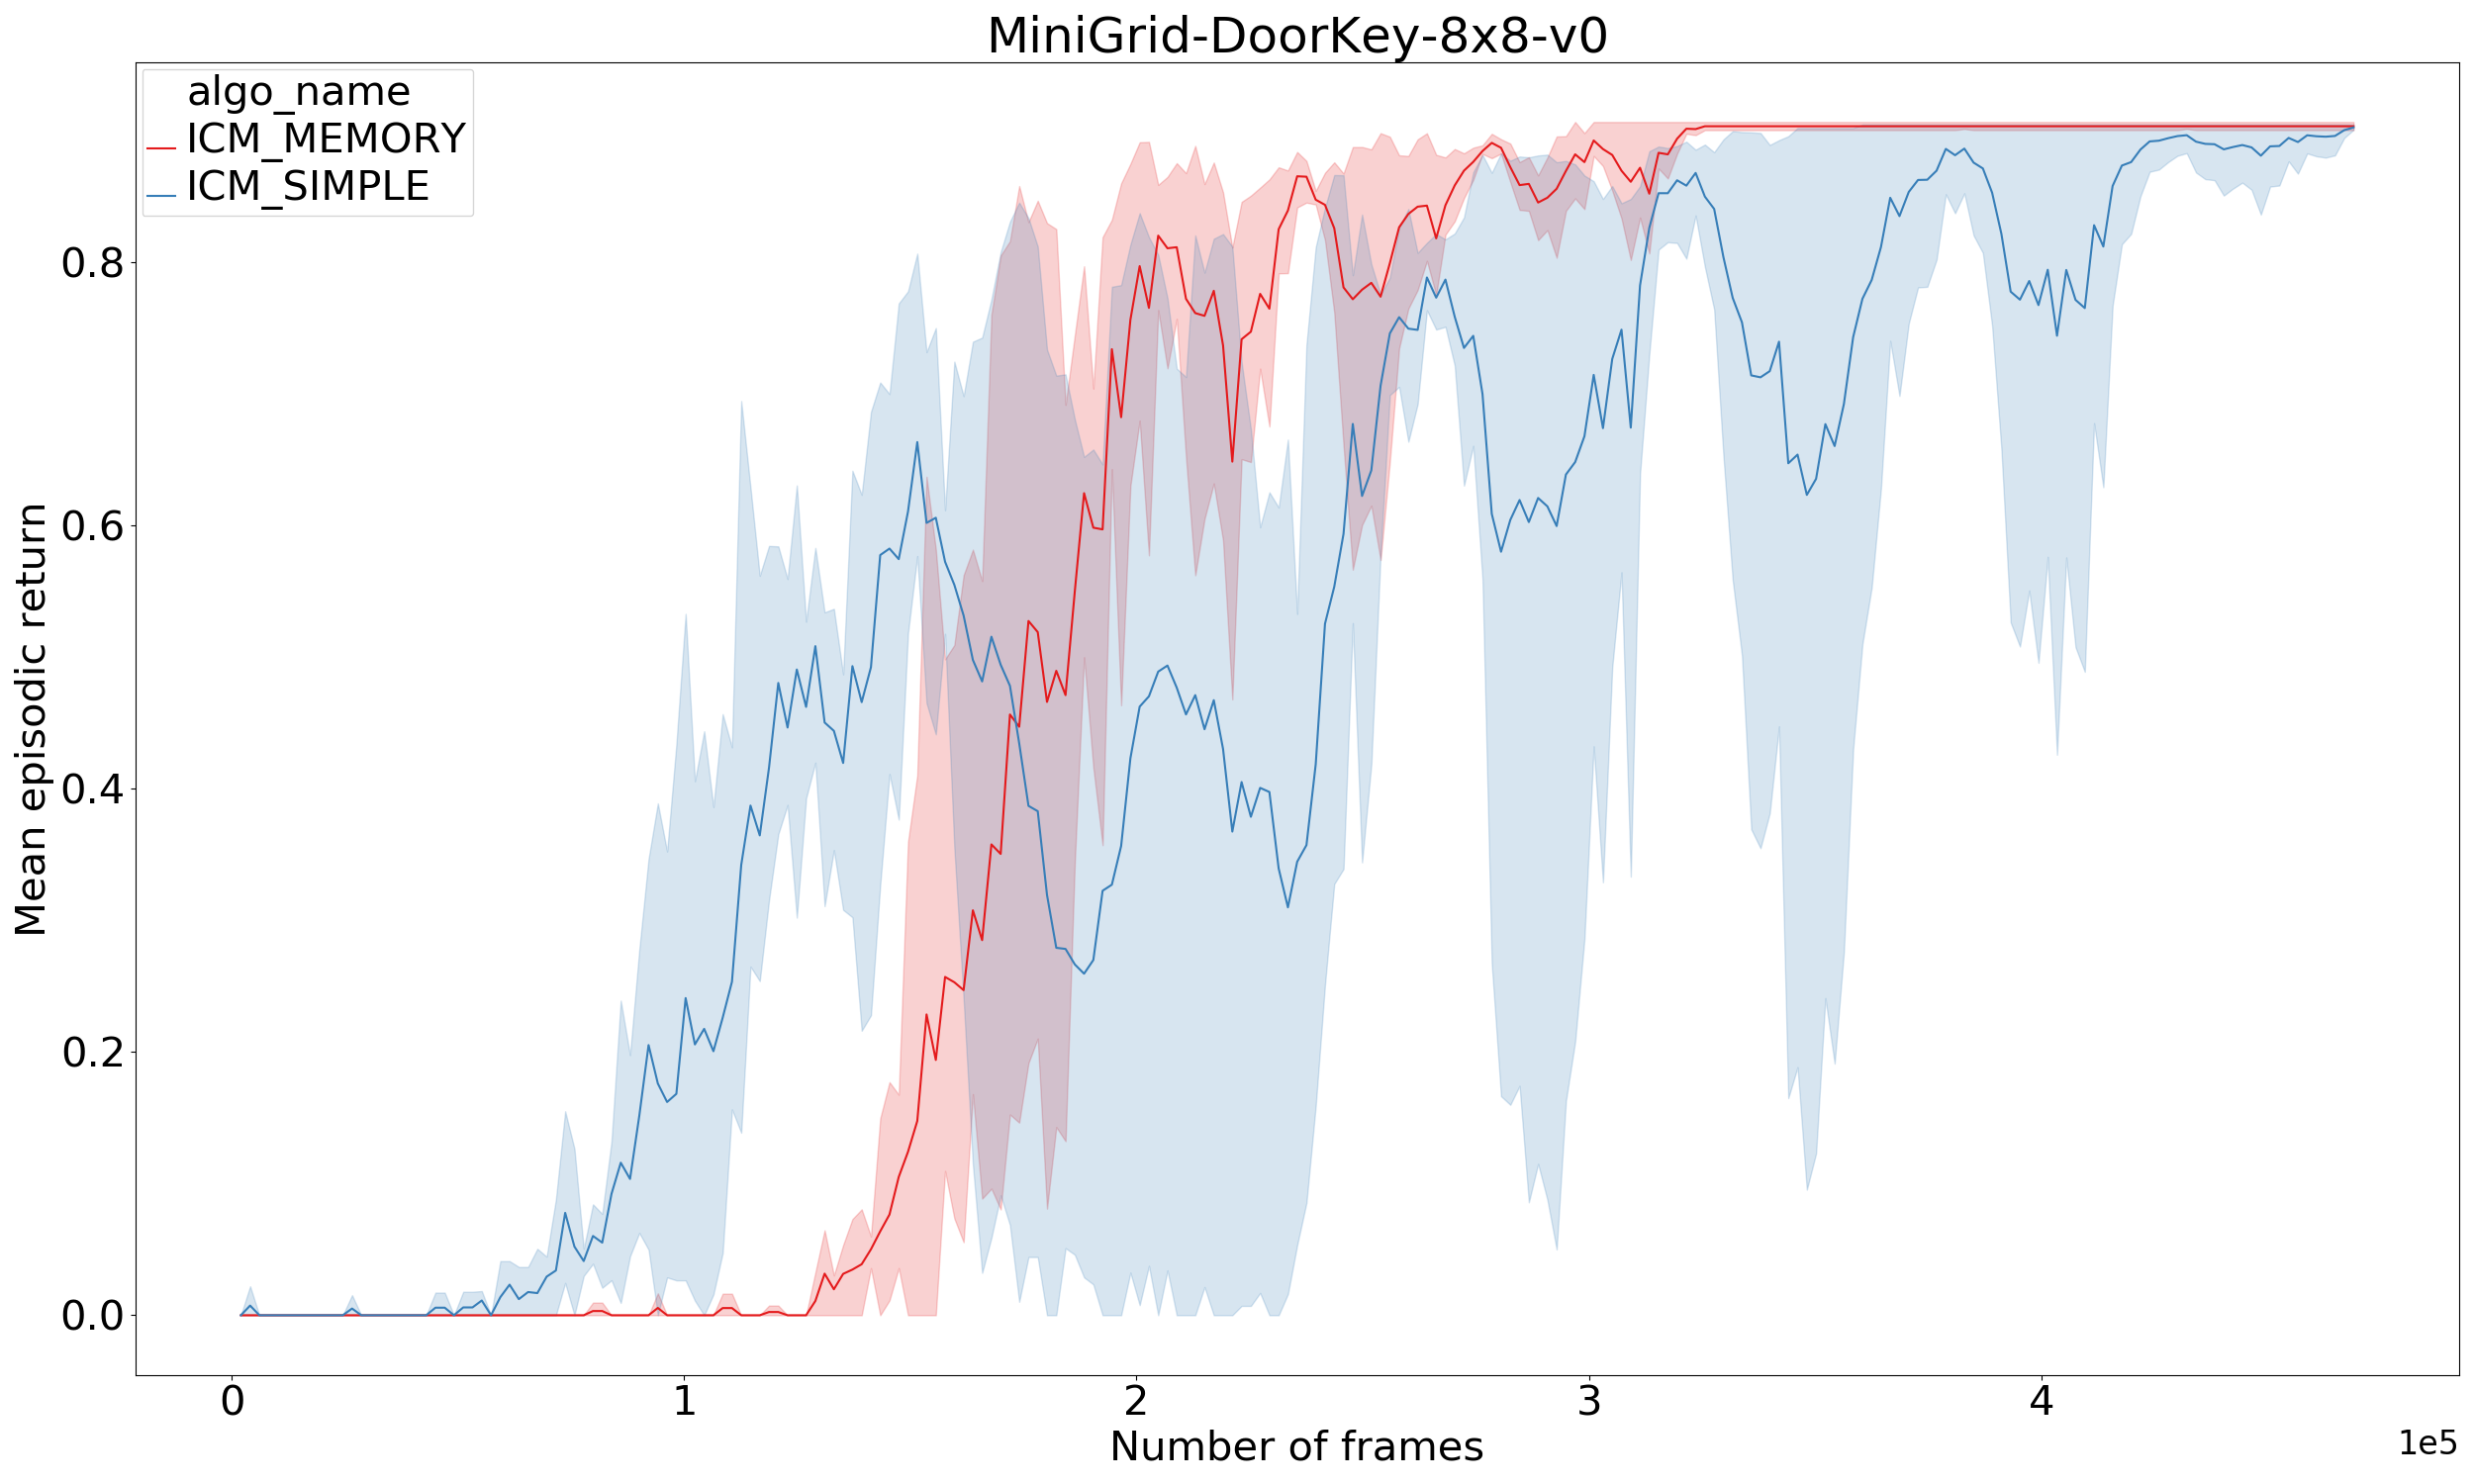 MiniGrid-DoorKey-8x8-v0
algo_name
ICM_MEMORY
ICM_SIMPLE
Mean episodic return
0.8
0.6
0.4
0.2
0.0
0 1 2 3 4
1e5
Number of frames